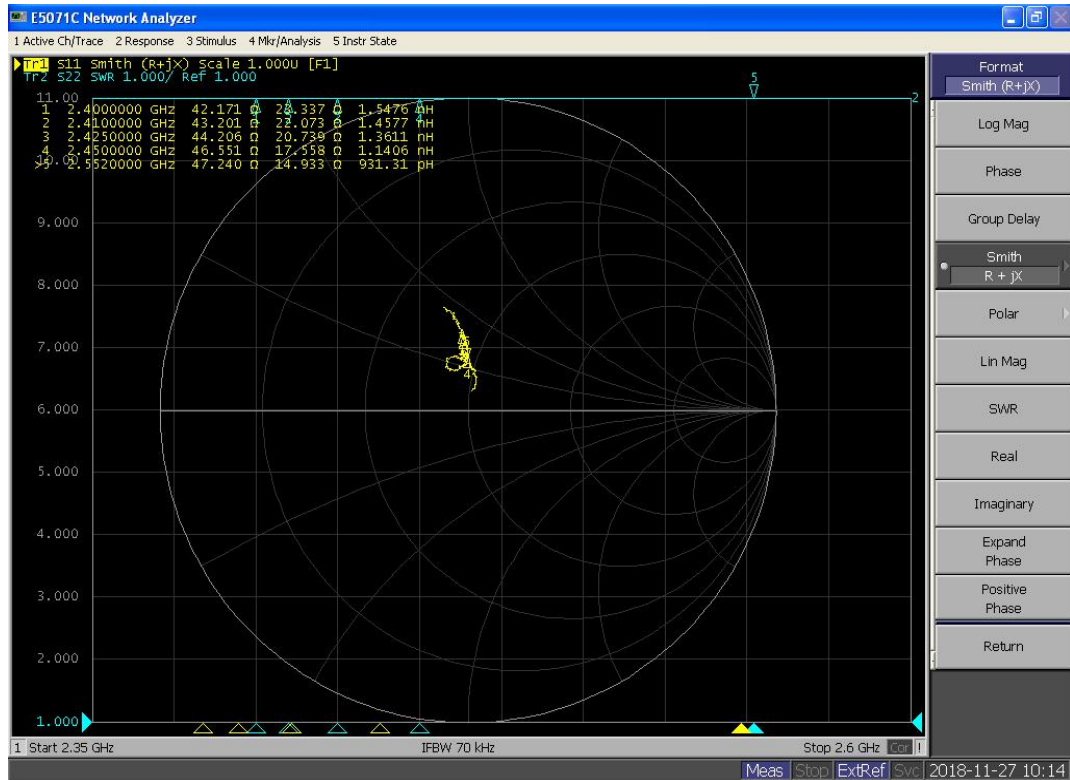 E5071C Network Analyzer
1 Active Ch/Trace 2 Response 3 Stimulus 4 Mkr/Analysis 5 Instr State
Tr1 S11 Smith (R+jX) Scale 1.000U [F1]
Tr2 S22 SWR 1.000/ Ref 1.000
11.00
1 2.4000000 GHz 42.171 Ω 23.337 Ω 1.5476 nH
2 2.4100000 GHz 43.201 Ω 22.073 Ω 1.4577 nH
3 2.4250000 GHz 44.206 Ω 20.739 Ω 1.3611 nH
4 2.4500000 GHz 46.551 Ω 17.558 Ω 1.1406 nH
>5 2.5520000 GHz 47.240 Ω 14.933 Ω 931.31 pH
5
2
10.00
9.000
8.000
7.000
6.000
5.000
4.000
3.000
2.000
1.000
4
1 Start 2.35 GHz IFBW 70 kHz Stop 2.6 GHz Cor !
Format
Smith (R+jX)
Log Mag
Phase
Group Delay
Smith
R + jX
Polar
Lin Mag
SWR
Real
Imaginary
Expand
Phase
Positive
Phase
Return
Meas Stop ExtRef Svc 2018-11-27 10:14